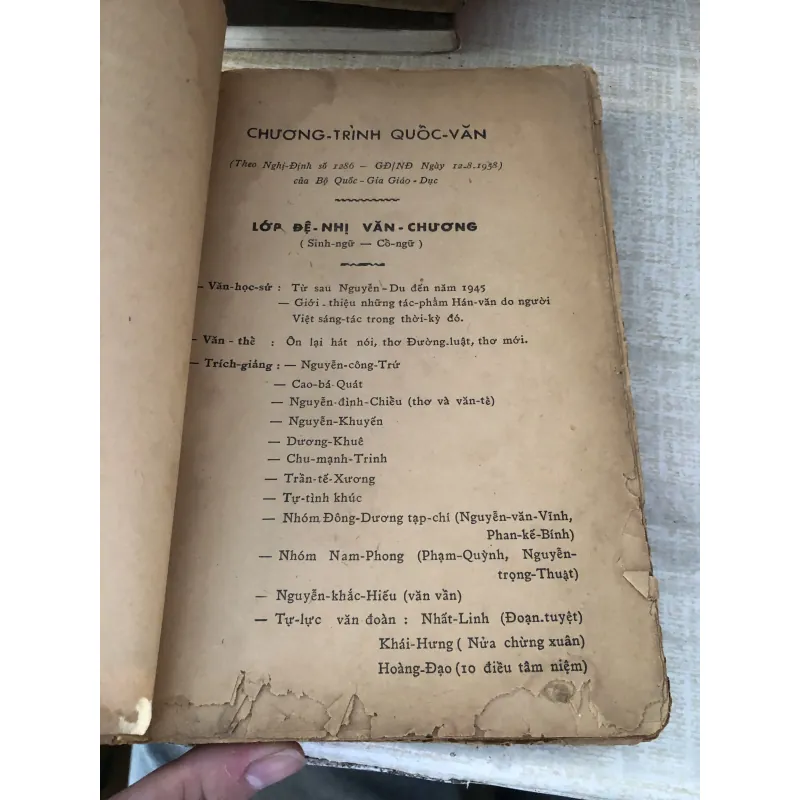 CHƯƠNG-TRÌNH QUỐC-VĂN
(Theo Nghị-Định số 1286 — GĐ/NĐ Ngày 12.8.1958)
của Bộ Quốc-Gia Giáo-Dục
LỚP ĐỆ-NHỊ VĂN-CHƯƠNG
(Sinh-ngữ — Cổ-ngữ)
— Văn-học-sử : Từ sau Nguyễn-Du đến năm 1945
— Giới-thiệu những tác-phẩm Hán-văn do người
Việt sáng-tác trong thời-kỳ đó.
— Văn-thể : Ôn lại hát nói, thơ Đường.luật, thơ mới.
— Trích-giảng : — Nguyễn-công-Trứ
— Cao-bá-Quát
— Nguyễn-đình-Chiểu (thơ và văn-tế)
— Nguyễn-Khuyến
— Dương-Khuê
— Chu-mạnh-Trinh
— Trần-tế-Xương
— Tự-tình khúc
— Nhóm Đông-Dương tạp-chí (Nguyễn-văn-Vĩnh,
Phan-kế-Bính)
— Nhóm Nam-Phong (Phạm-Quỳnh, Nguyễn-
trọng-Thuật)
— Nguyễn-khắc-Hiếu (văn vần)
— Tự-lực văn đoàn : Nhất-Linh (Đoạn.tuyệt)
Khái-Hưng ( Nửa chừng xuân)
Hoàng-Đạo (10 điều tâm niệm)